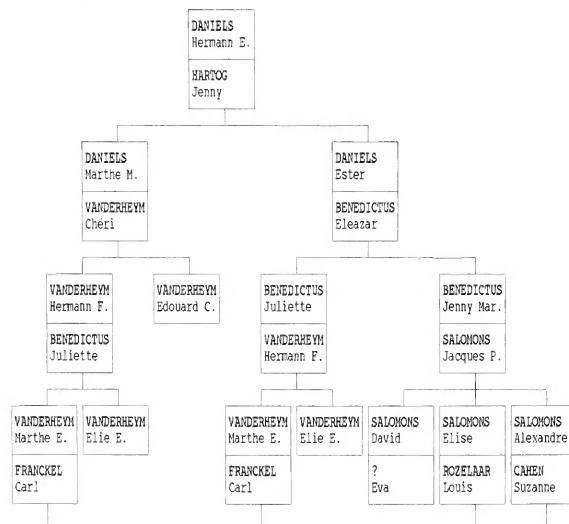 DANIELS
Hermann E.
HARTOG
Jenny
DANIELS
Marthe M.
VANDERHEYM
Chéri
DANIELS
Ester
BENEDICTUS
Eleazar
VANDERHEYM
Hermann F.
BENEDICTUS
Juliette
VANDERHEYM
Edouard C.
BENEDICTUS
Juliette
VANDERHEYM
Hermann F.
BENEDICTUS
Jenny Mar.
SALOMONS
Jacques P.
VANDERHEYM
Marthe E.
FRANCKEL
Carl
VANDERHEYM
Elie E.
VANDERHEYM
Marthe E.
FRANCKEL
Carl
VANDERHEYM
Elie E.
SALOMONS
David
?
Eva
SALOMONS
Elise
ROZELAAR
Louis
SALOMONS
Alexandre
CAHEN
Suzanne